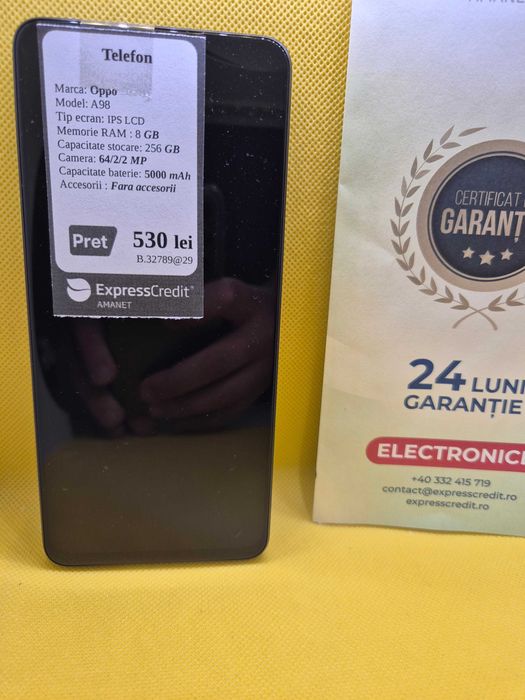 Telefon
Marca: Oppo
Model: A98
Tip ecran: IPS LCD
Memorie RAM : 8 GB
Capacitate stocare: 256 GB
Camera: 64/2/2 MP
Capacitate baterie: 5000 mAh
Accesorii : Fara accesorii
Pret 530 lei
B.32789@29
ExpressCredit®
AMANET
CERTIFICAT
GARANȚ
24 LUNI
GARANȚIE
ELECTRONICE
+40 332 415 719
contact@expresscredit.ro
expresscredit.ro